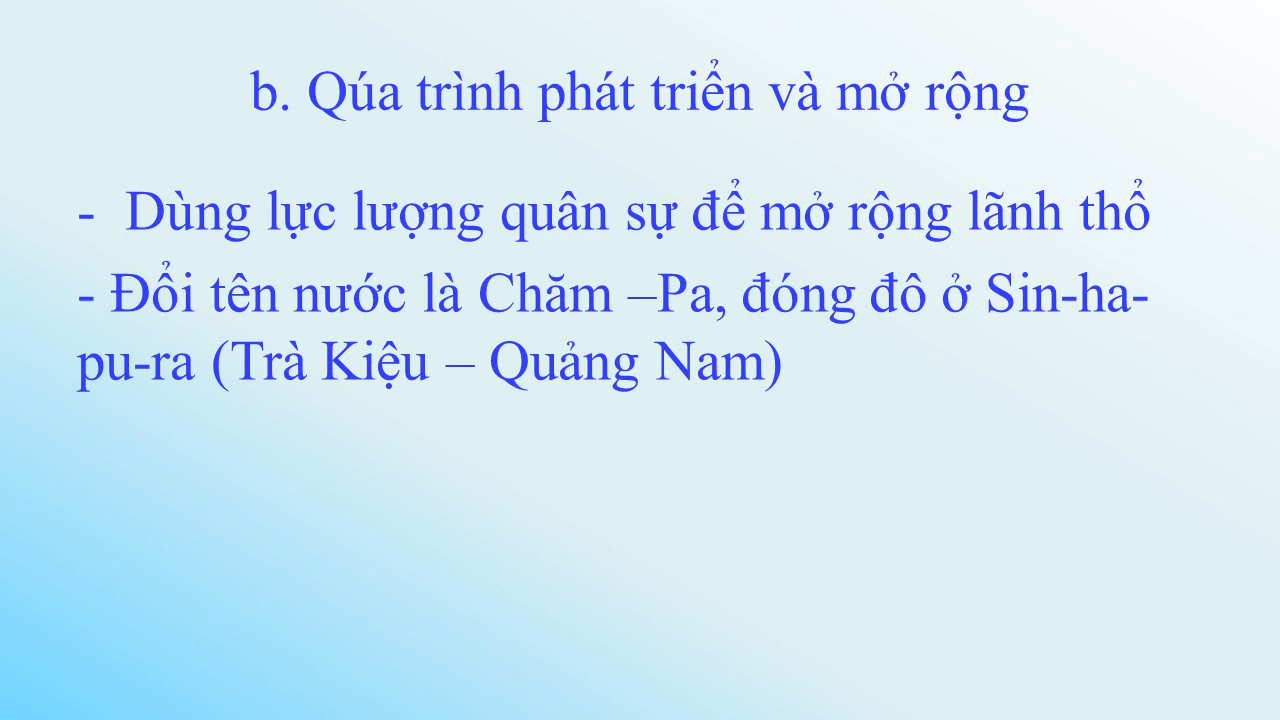 b. Qúa trình phát triển và mở rộng
- Dùng lực lượng quân sự để mở rộng lãnh thổ
- Đổi tên nước là Chăm –Pa, đóng đô ở Sin-ha-
pu-ra (Trà Kiệu – Quảng Nam)